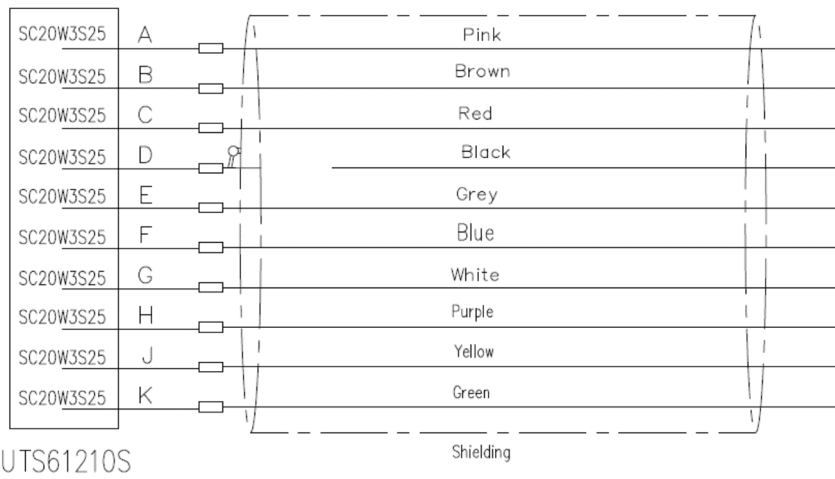 SC20W3S25 A Pink
SC20W3S25 B Brown
SC20W3S25 C Red
SC20W3S25 D Black
SC20W3S25 E Grey
SC20W3S25 F Blue
SC20W3S25 G White
SC20W3S25 H Purple
SC20W3S25 J Yellow
SC20W3S25 K Green
UTS61210S Shielding